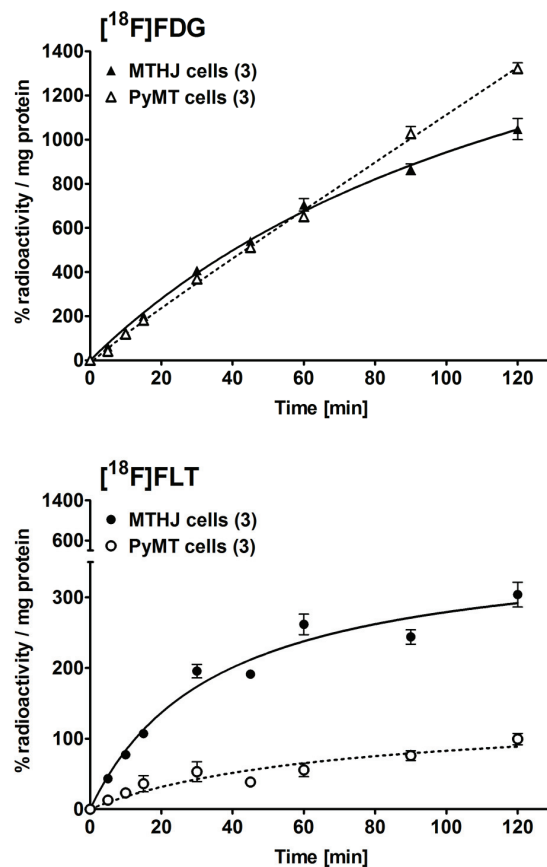 [¹⁸F]FDG
1400
1200
1000
800
600
400
200
0
% radioactivity / mg protein
▲ MTHJ cells (3)
△ PyMT cells (3)
0 20 40 60 80 100 120
Time [min]
[¹⁸F]FLT
1400
600
300
200
100
0
% radioactivity / mg protein
● MTHJ cells (3)
○ PyMT cells (3)
0 20 40 60 80 100 120
Time [min]